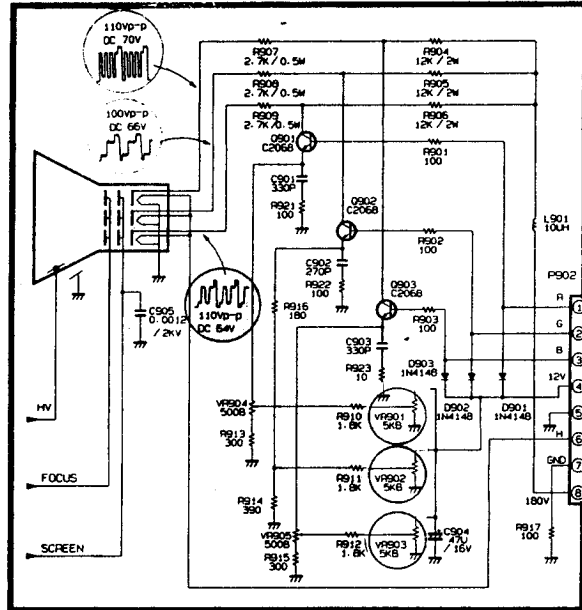 110Vp-p
DC 70V
100Vp-p
DC 66V
110Vp-p
DC 64V
R907
2.7K/0.5W
R908
2.7K/0.5W
R909
2.7K/0.5W
R904
12K/2W
R905
12K/2W
R906
12K/2W
Q901
C2068
R901
100
C901
330P
R921
100
Q902
C2068
R902
100
L901
10UH
C902
270P
R922
100
Q903
C2068
R903
100
P902
R
1
G
2
B
3
12V
4
5
H
6
GND
7
180V
8
C905
0.0012
/2KV
R916
180
C903
330P
R923
10
D903
1N4148
D902
1N4148
D901
1N4148
HV
VR904
500B
R910
1.8K
VR901
5KB
R913
300
FOCUS
R911
1.8K
VR902
5KB
R914
390
VR905
500B
R912
1.8K
VR903
5KB
C904
47U
/16V
R917
100
SCREEN
R915
300